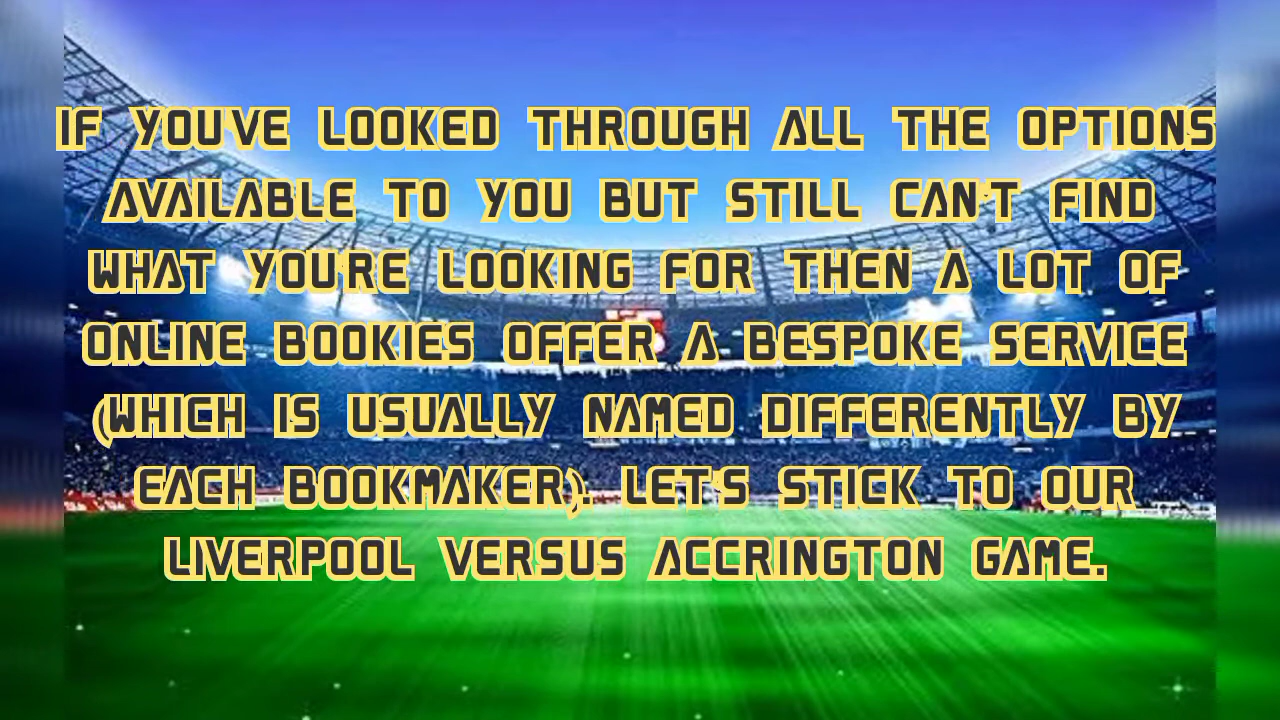 IF YOU'VE LOOKED THROUGH ALL THE OPTIONS
AVAILABLE TO YOU BUT STILL CAN'T FIND
WHAT YOU'RE LOOKING FOR THEN A LOT OF
ONLINE BOOKIES OFFER A BESPOKE SERVICE
(WHICH IS USUALLY NAMED DIFFERENTLY BY
EACH BOOKMAKER). LET'S STICK TO OUR
LIVERPOOL VERSUS ACCRINGTON GAME.